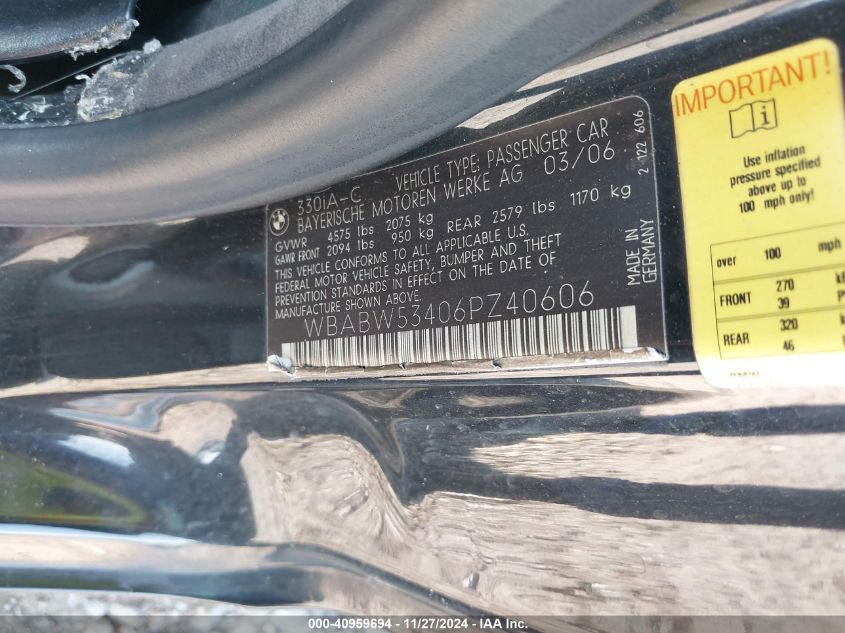 330iA-C VEHICLE TYPE: PASSENGER CAR
BAYERISCHE MOTOREN WERKE AG 03/06
GVWR 4575 lbs 2075 kg
GAWR FRONT 2094 lbs 950 kg REAR 2579 lbs 1170 kg
THIS VEHICLE CONFORMS TO ALL APPLICABLE U.S.
FEDERAL MOTOR VEHICLE SAFETY, BUMPER AND THEFT
PREVENTION STANDARDS IN EFFECT ON THE DATE OF
MANUFACTURE SHOWN ABOVE
WBABW53406PZ40606
MADE IN
GERMANY
2 122 606
IMPORTANT!
i
Use inflation
pressure specified
above up to
100 mph only!
over 100 mph
FRONT 270
39
REAR 320
46
000-40959694 - 11/27/2024 - IAA Inc.